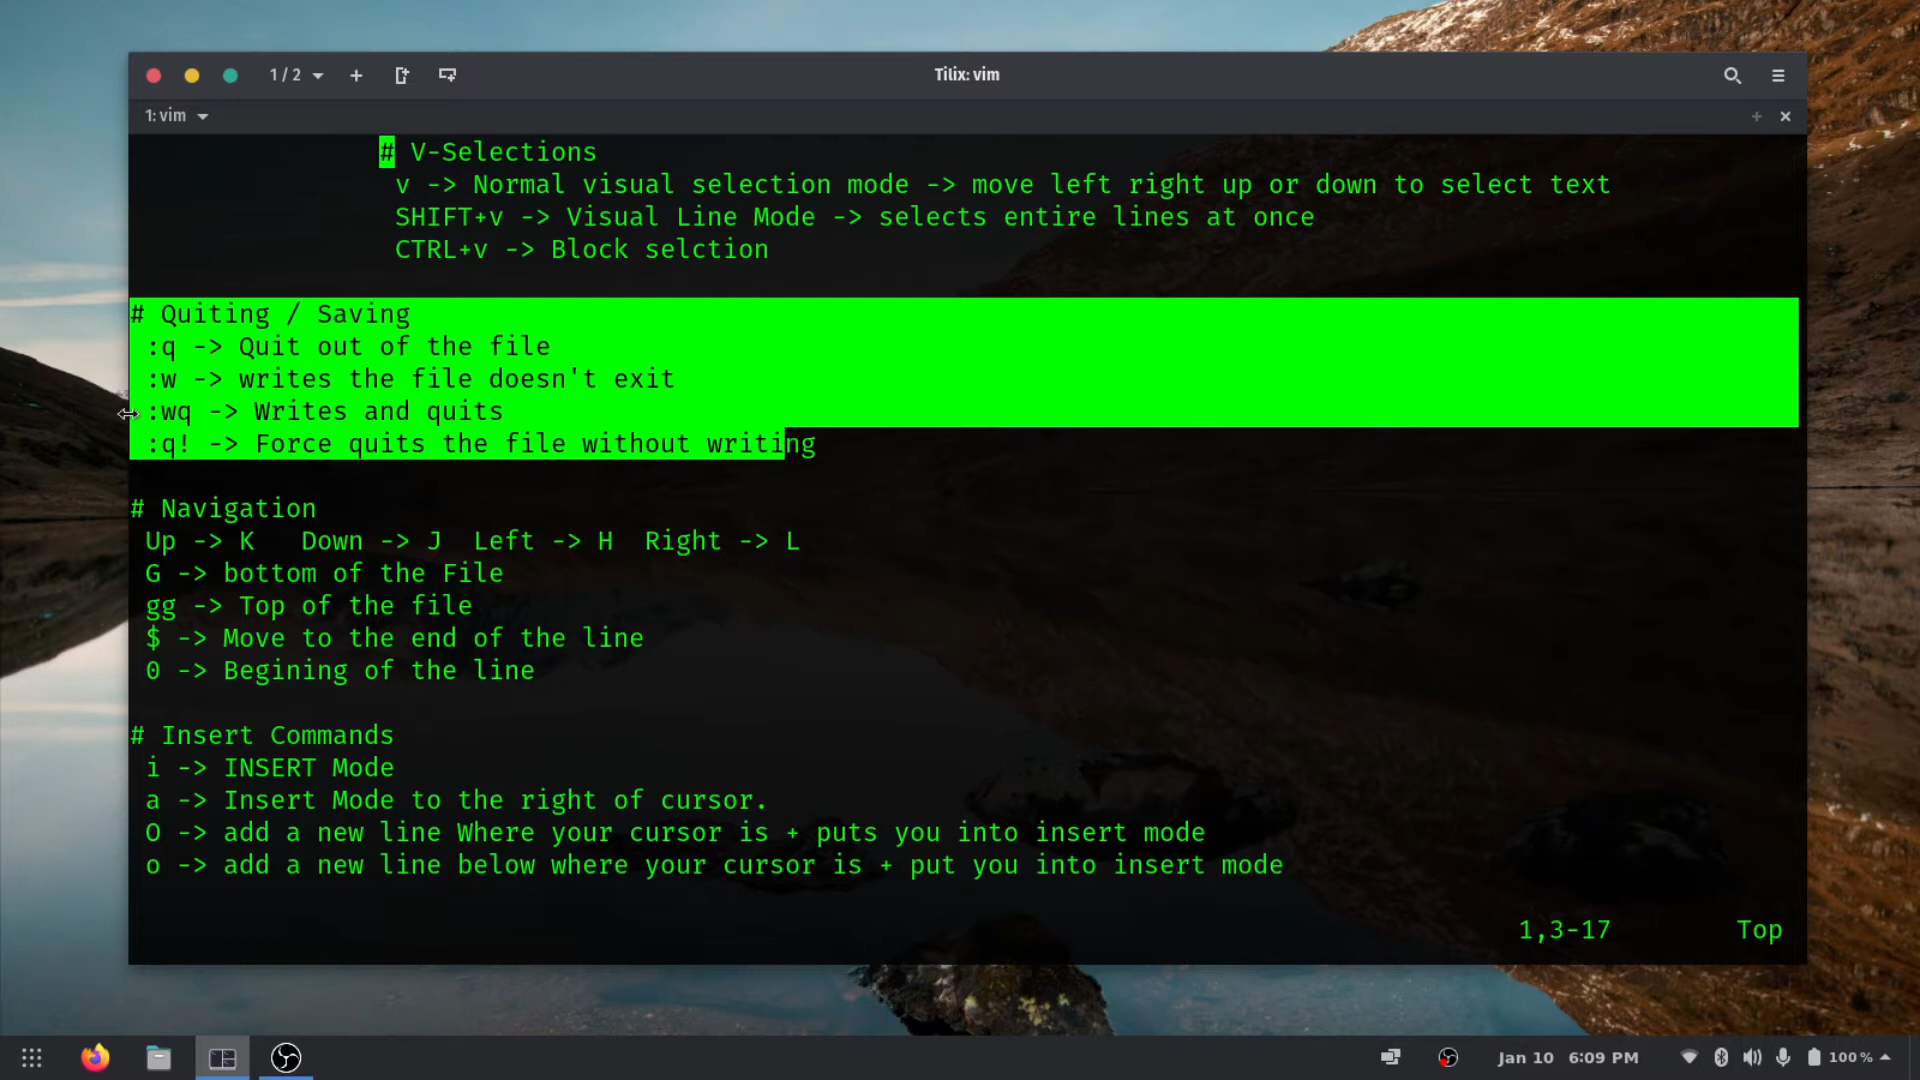 1 / 2
Tilix: vim
1: vim
# V-Selections
v -> Normal visual selection mode -> move left right up or down to select text
SHIFT+v -> Visual Line Mode -> selects entire lines at once
CTRL+v -> Block selction
# Quiting / Saving
:q -> Quit out of the file
:w -> writes the file doesn't exit
:wq -> Writes and quits
:q! -> Force quits the file without writing
# Navigation
Up -> K   Down -> J  Left -> H  Right -> L
G -> bottom of the File
gg -> Top of the file
$ -> Move to the end of the line
0 -> Begining of the line
# Insert Commands
i -> INSERT Mode
a -> Insert Mode to the right of cursor.
O -> add a new line Where your cursor is + puts you into insert mode
o -> add a new line below where your cursor is + put you into insert mode
1,3-17 Top
Jan 10 6:09 PM 100 %